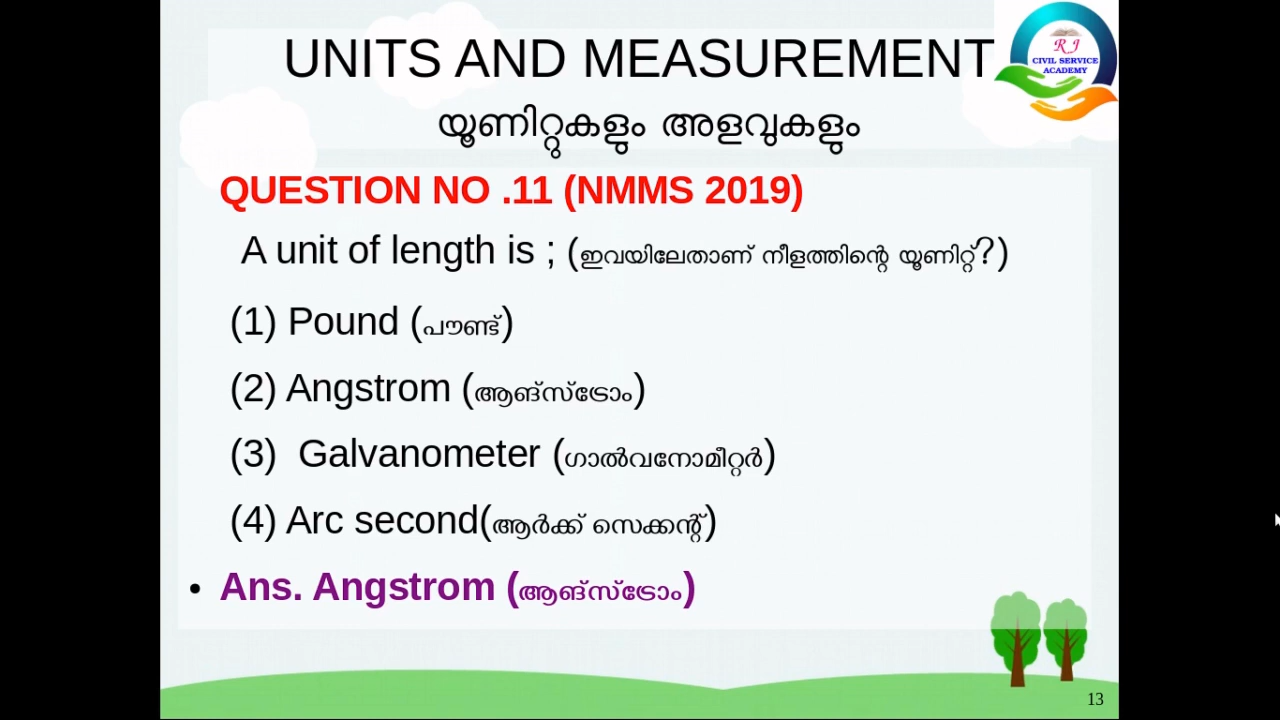 UNITS AND MEASUREMENT
യൂണിറ്റുകളും അളവുകളും
R J
CIVIL SERVICE
ACADEMY
QUESTION NO .11 (NMMS 2019)
A unit of length is ; (ഇവയിലേതാണ് നീളത്തിന്റെ യൂണിറ്റ്?)
(1) Pound (പൗണ്ട്)
(2) Angstrom (ആങ്സ്ട്രോം)
(3) Galvanometer (ഗാൽവനോമീറ്റർ)
(4) Arc second(ആർക്ക് സെക്കന്റ്)
• Ans. Angstrom (ആങ്സ്ട്രോം)
13